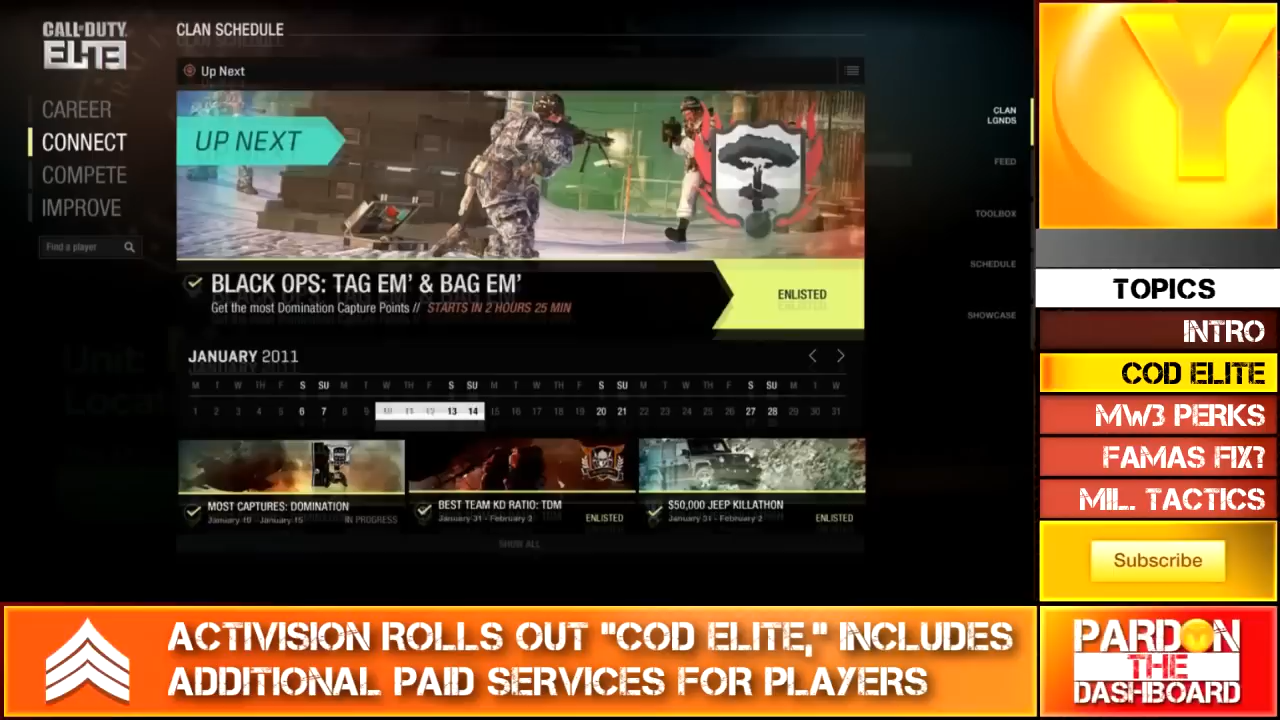 CALL OF DUTY
ELITE
CLAN SCHEDULE
Up Next
CAREER
CONNECT
COMPETE
IMPROVE
Find a player
UP NEXT
BLACK OPS: TAG EM' & BAG EM'
Get the most Domination Capture Points // STARTS IN 2 HOURS 25 MIN
ENLISTED
JANUARY 2011
M T W TH F S SU M T W TH F S SU M T W TH F S SU M T W TH F S SU M T W
1 2 3 4 5 6 7 8 9 10 11 12 13 14 15 16 17 18 19 20 21 22 23 24 25 26 27 28 29 30 31
MOST CAPTURES: DOMINATION
January 10 - January 15 IN PROGRESS
BEST TEAM KD RATIO: TDM
January 31 - February 2 ENLISTED
$50,000 JEEP KILLATHON
January 31 - February 2 ENLISTED
SHOW ALL
CLAN
LGNDS
FEED
TOOLBOX
SCHEDULE
SHOWCASE
Y
TOPICS
INTRO
COD ELITE
MW3 PERKS
FAMAS FIX?
MIL. TACTICS
Subscribe
ACTIVISION ROLLS OUT "COD ELITE," INCLUDES
ADDITIONAL PAID SERVICES FOR PLAYERS
PARDON
THE
DASHBOARD